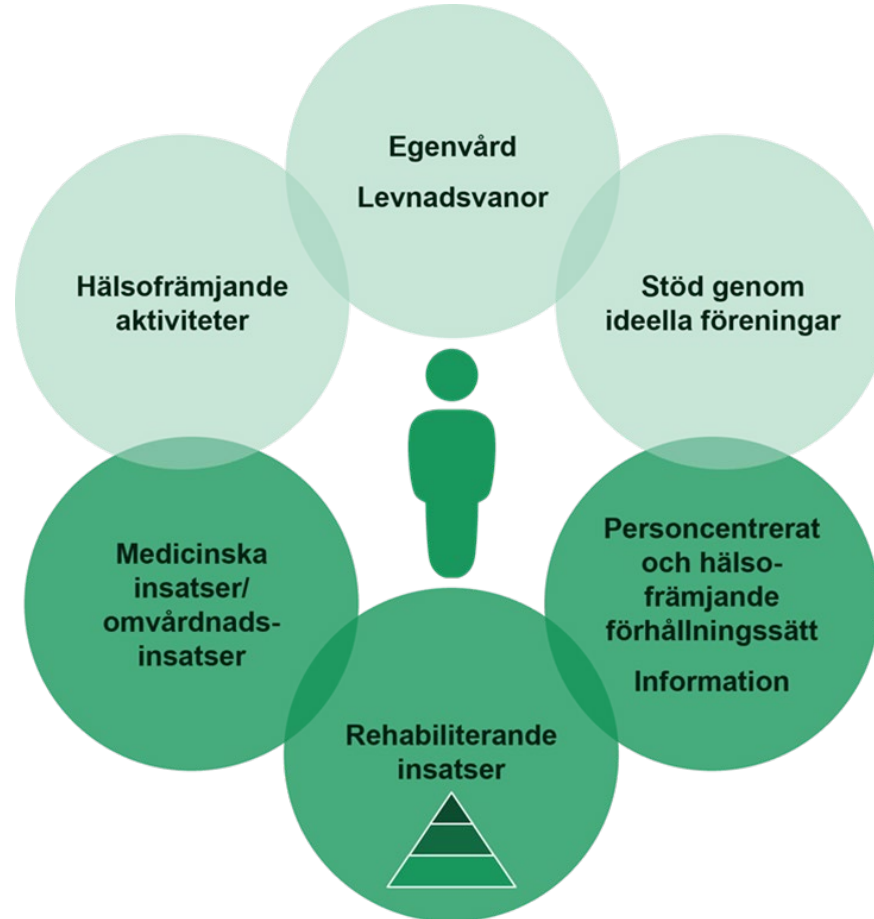 Egenvård
Levnadsvanor
Hälsofrämjande
aktiviteter
Stöd genom
ideella föreningar
Medicinska
insatser/
omvårdnads-
insatser
Personcentrerat
och hälso-
främjande
förhållningssätt
Information
Rehabiliterande
insatser